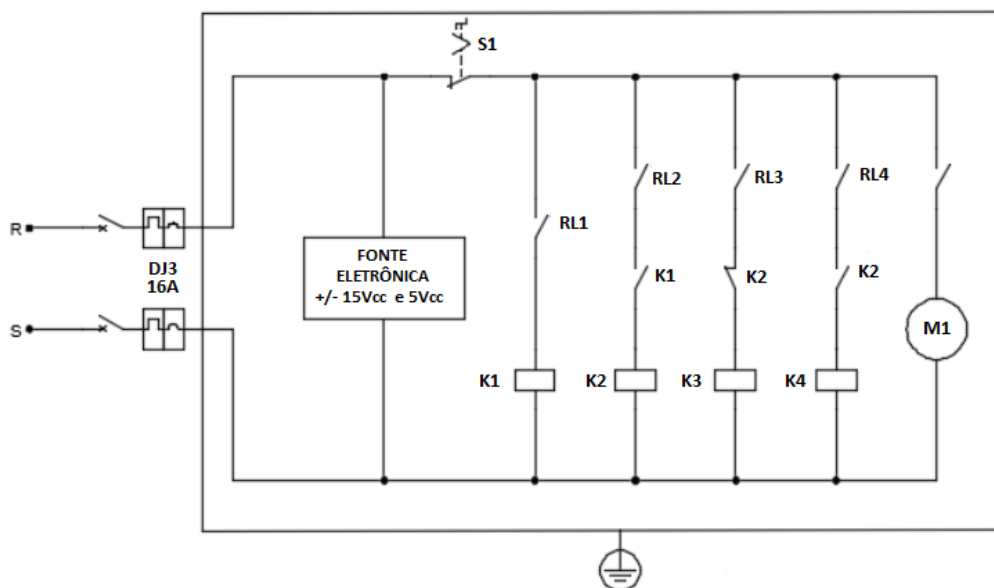 S1
RL2
RL3
RL4
RL1
R
DJ3
16A
FONTE
ELETRÔNICA
+/- 15Vcc e 5Vcc
K1
K2
K2
S
M1
K1
K2
K3
K4